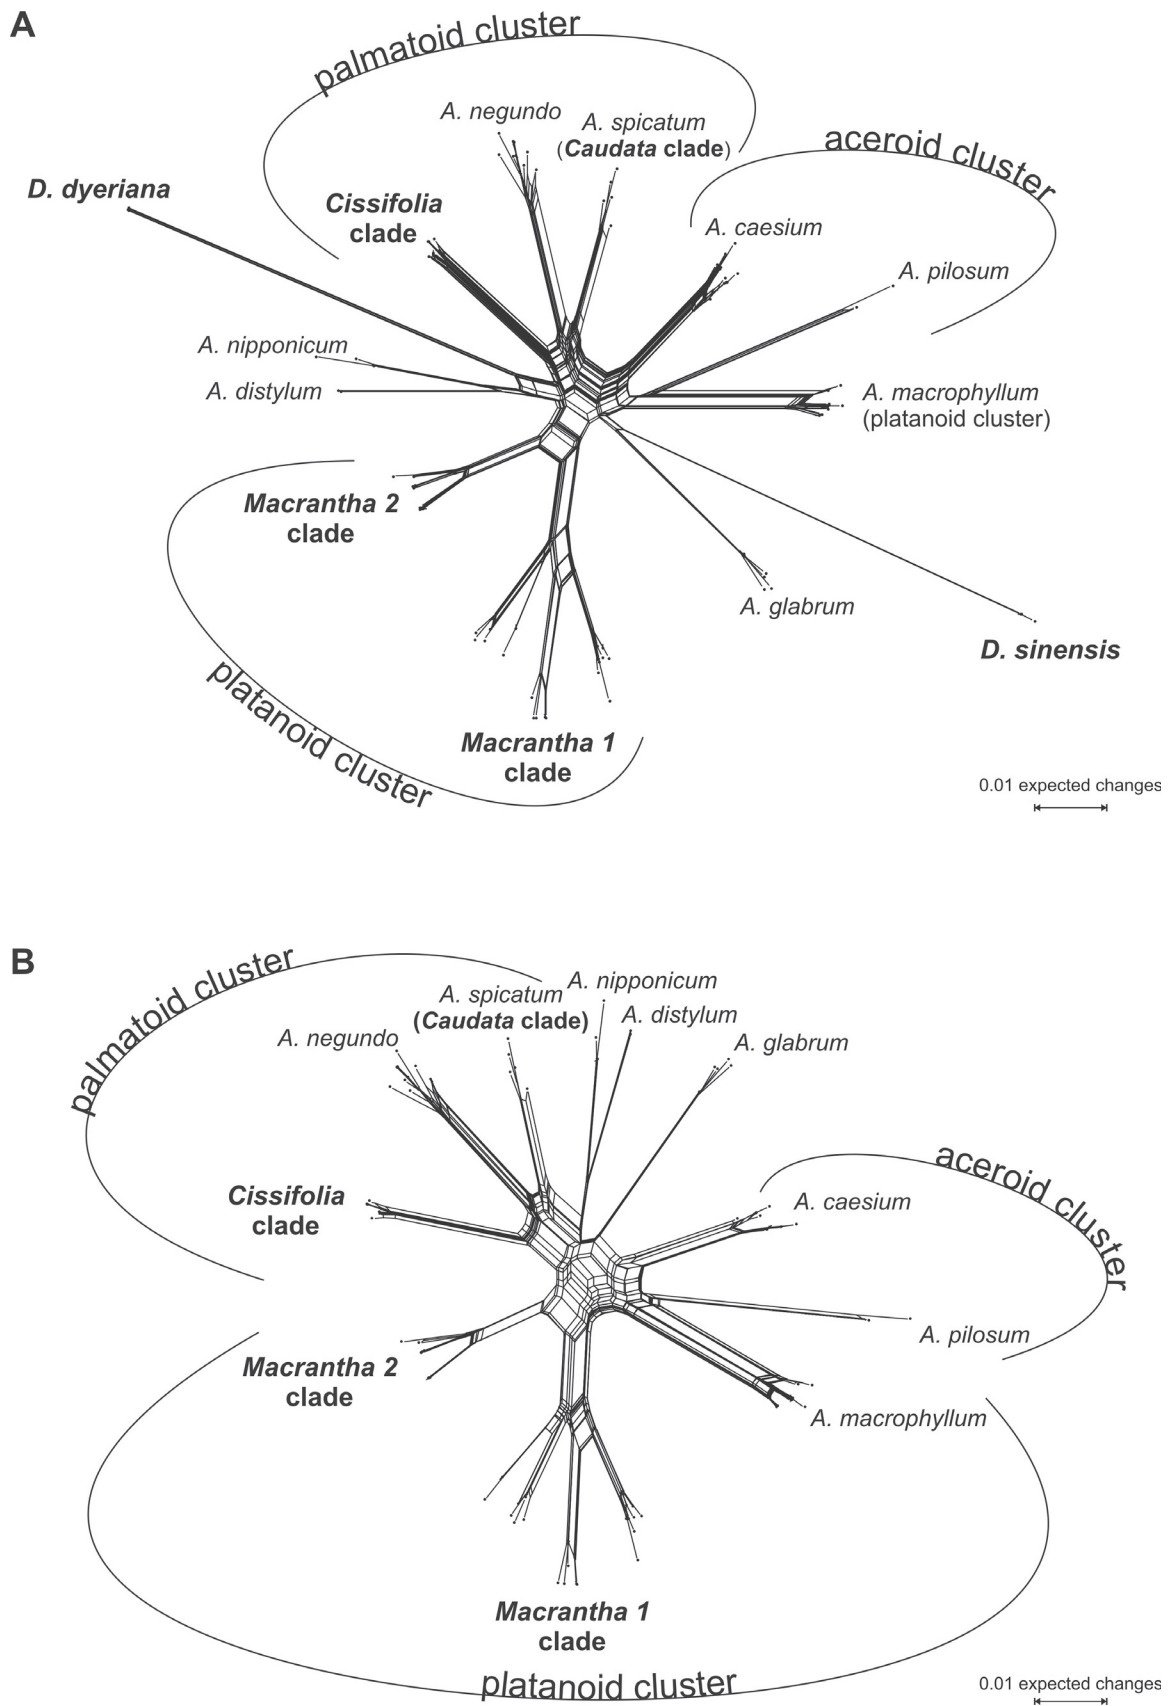 A
palmatoid cluster
A. negundo
A. spicatum
(Caudata clade)
aceroid cluster
D. dyeriana
Cissifolia
clade
A. caesium
A. pilosum
A. nipponicum
A. distylum
A. macrophyllum
(platanoid cluster)
Macrantha 2
clade
A. glabrum
D. sinensis
platanoid cluster
Macrantha 1
clade
0.01 expected changes
B
palmatoid cluster
A. nipponicum
A. spicatum
(Caudata clade)
A. distylum
A. negundo
A. glabrum
aceroid cluster
Cissifolia
clade
A. caesium
A. pilosum
Macrantha 2
clade
A. macrophyllum
Macrantha 1
clade
platanoid cluster
0.01 expected changes